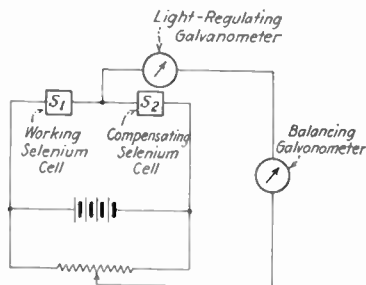 Light-Regulating
Galvanometer
S1
S2
Working
Selenium
Cell
Compensating
Selenium
Cell
Balancing
Galvanometer